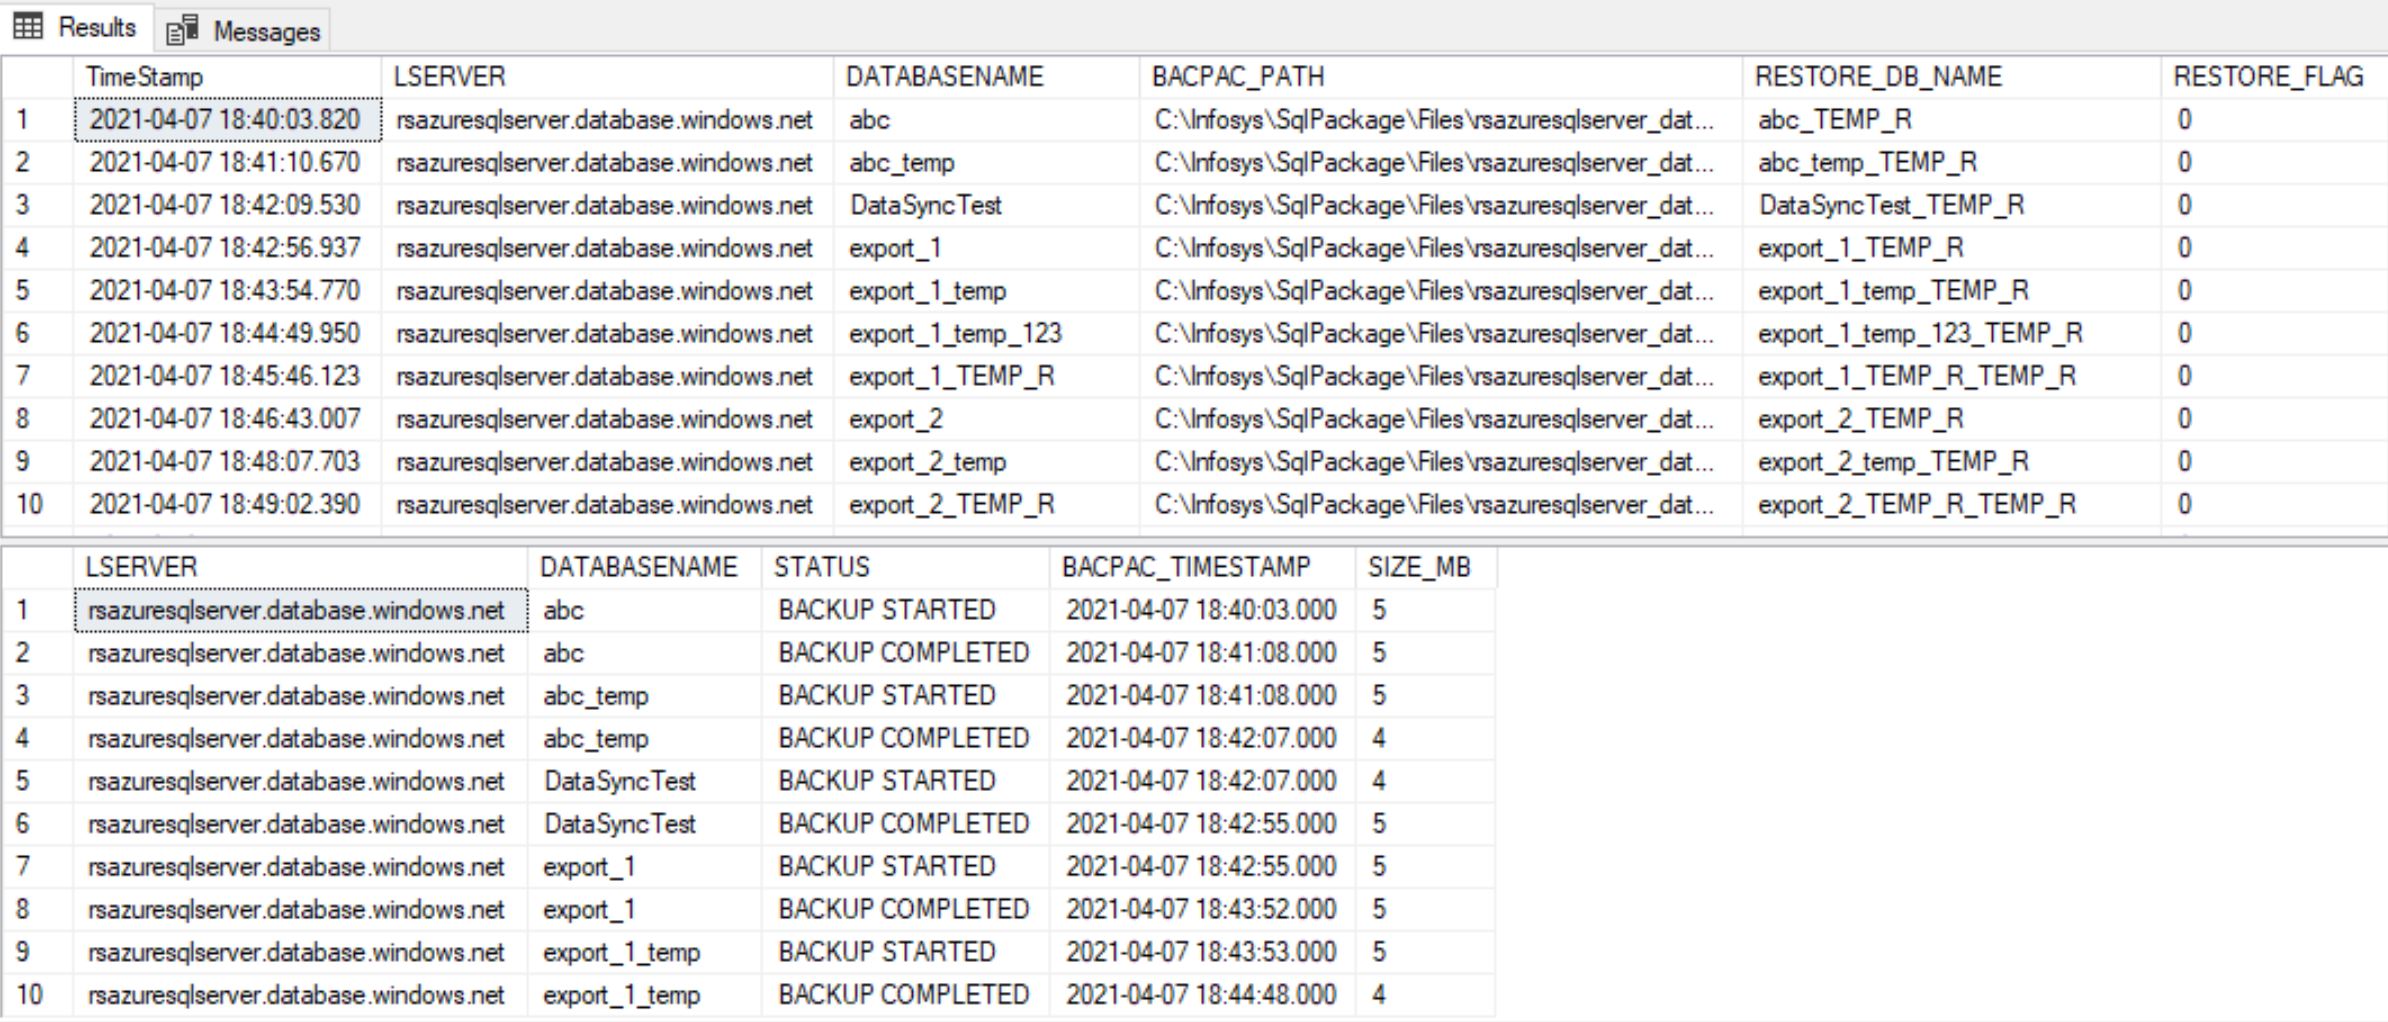 Results Messages
TimeStamp LSERVER DATABASENAME BACPAC_PATH RESTORE_DB_NAME RESTORE_FLAG
1 2021-04-07 18:40:03.820 rsazuresqlserver.database.windows.net abc C:\Infosys\SqlPackage\Files\rsazuresqlserver_dat... abc_TEMP_R 0
2 2021-04-07 18:41:10.670 rsazuresqlserver.database.windows.net abc_temp C:\Infosys\SqlPackage\Files\rsazuresqlserver_dat... abc_temp_TEMP_R 0
3 2021-04-07 18:42:09.530 rsazuresqlserver.database.windows.net DataSyncTest C:\Infosys\SqlPackage\Files\rsazuresqlserver_dat... DataSyncTest_TEMP_R 0
4 2021-04-07 18:42:56.937 rsazuresqlserver.database.windows.net export_1 C:\Infosys\SqlPackage\Files\rsazuresqlserver_dat... export_1_TEMP_R 0
5 2021-04-07 18:43:54.770 rsazuresqlserver.database.windows.net export_1_temp C:\Infosys\SqlPackage\Files\rsazuresqlserver_dat... export_1_temp_TEMP_R 0
6 2021-04-07 18:44:49.950 rsazuresqlserver.database.windows.net export_1_temp_123 C:\Infosys\SqlPackage\Files\rsazuresqlserver_dat... export_1_temp_123_TEMP_R 0
7 2021-04-07 18:45:46.123 rsazuresqlserver.database.windows.net export_1_TEMP_R C:\Infosys\SqlPackage\Files\rsazuresqlserver_dat... export_1_TEMP_R_TEMP_R 0
8 2021-04-07 18:46:43.007 rsazuresqlserver.database.windows.net export_2 C:\Infosys\SqlPackage\Files\rsazuresqlserver_dat... export_2_TEMP_R 0
9 2021-04-07 18:48:07.703 rsazuresqlserver.database.windows.net export_2_temp C:\Infosys\SqlPackage\Files\rsazuresqlserver_dat... export_2_temp_TEMP_R 0
10 2021-04-07 18:49:02.390 rsazuresqlserver.database.windows.net export_2_TEMP_R C:\Infosys\SqlPackage\Files\rsazuresqlserver_dat... export_2_TEMP_R_TEMP_R 0
LSERVER DATABASENAME STATUS BACPAC_TIMESTAMP SIZE_MB
1 rsazuresqlserver.database.windows.net abc BACKUP STARTED 2021-04-07 18:40:03.000 5
2 rsazuresqlserver.database.windows.net abc BACKUP COMPLETED 2021-04-07 18:41:08.000 5
3 rsazuresqlserver.database.windows.net abc_temp BACKUP STARTED 2021-04-07 18:41:08.000 5
4 rsazuresqlserver.database.windows.net abc_temp BACKUP COMPLETED 2021-04-07 18:42:07.000 4
5 rsazuresqlserver.database.windows.net DataSyncTest BACKUP STARTED 2021-04-07 18:42:07.000 4
6 rsazuresqlserver.database.windows.net DataSyncTest BACKUP COMPLETED 2021-04-07 18:42:55.000 5
7 rsazuresqlserver.database.windows.net export_1 BACKUP STARTED 2021-04-07 18:42:55.000 5
8 rsazuresqlserver.database.windows.net export_1 BACKUP COMPLETED 2021-04-07 18:43:52.000 5
9 rsazuresqlserver.database.windows.net export_1_temp BACKUP STARTED 2021-04-07 18:43:53.000 5
10 rsazuresqlserver.database.windows.net export_1_temp BACKUP COMPLETED 2021-04-07 18:44:48.000 4